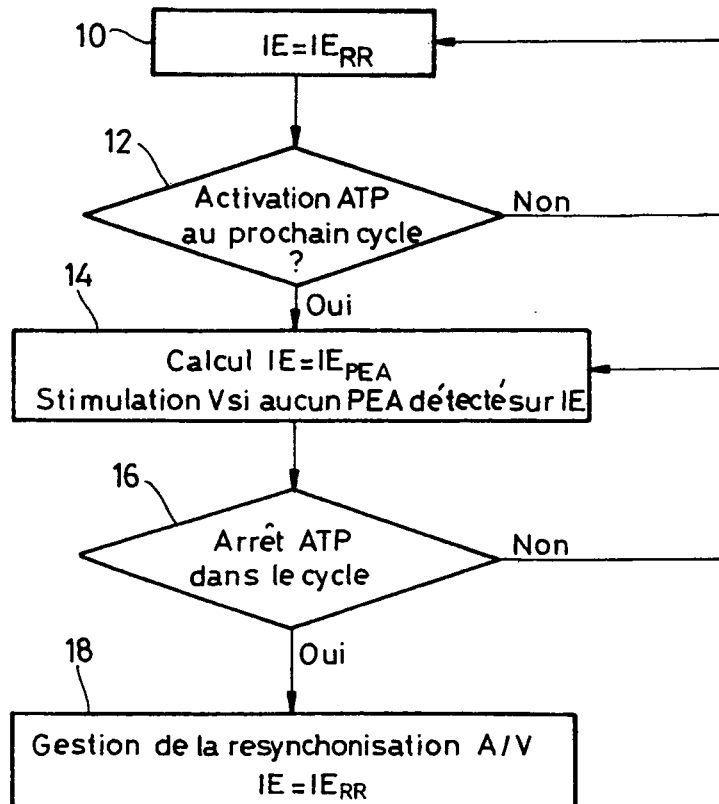 10
IE=IE_RR
12
Activation ATP
au prochain cycle
?
Non
Oui
14
Calcul IE=IE_PEA
Stimulation V si aucun PEA détecté sur IE
16
Arrêt ATP
dans le cycle
Non
Oui
18
Gestion de la resynchonisation A/V
IE=IE_RR